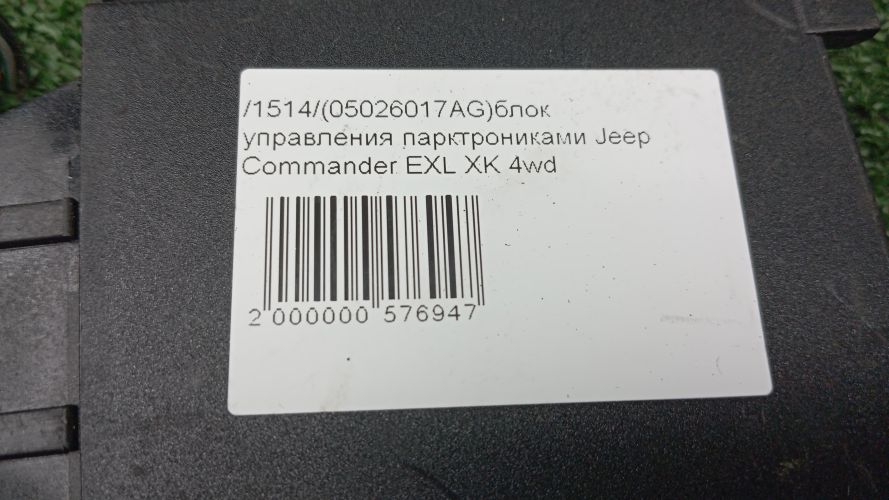 /1514/(05026017AG)блок
управления парктрониками Jeep
Commander EXL XK 4wd
2 000000 576947